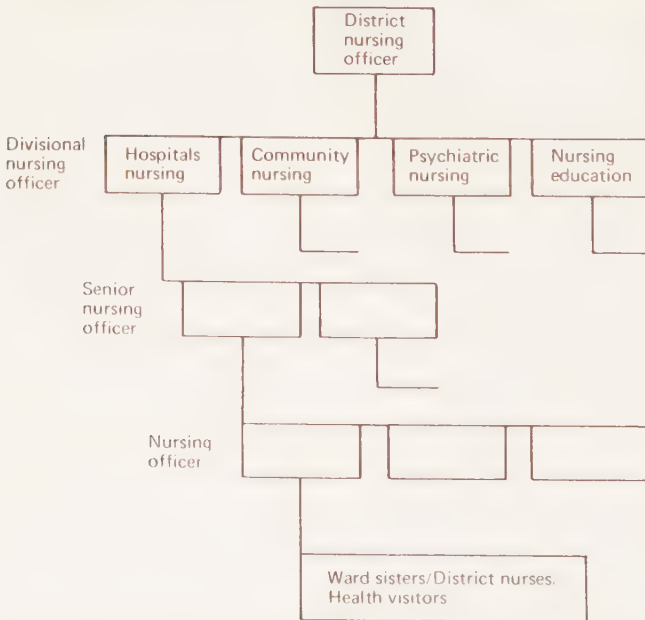 District
nursing
officer
Divisional
nursing
officer
Hospitals
nursing
Community
nursing
Psychiatric
nursing
Nursing
education
Senior
nursing
officer
Nursing
officer
Ward sisters/District nurses.
Health visitors